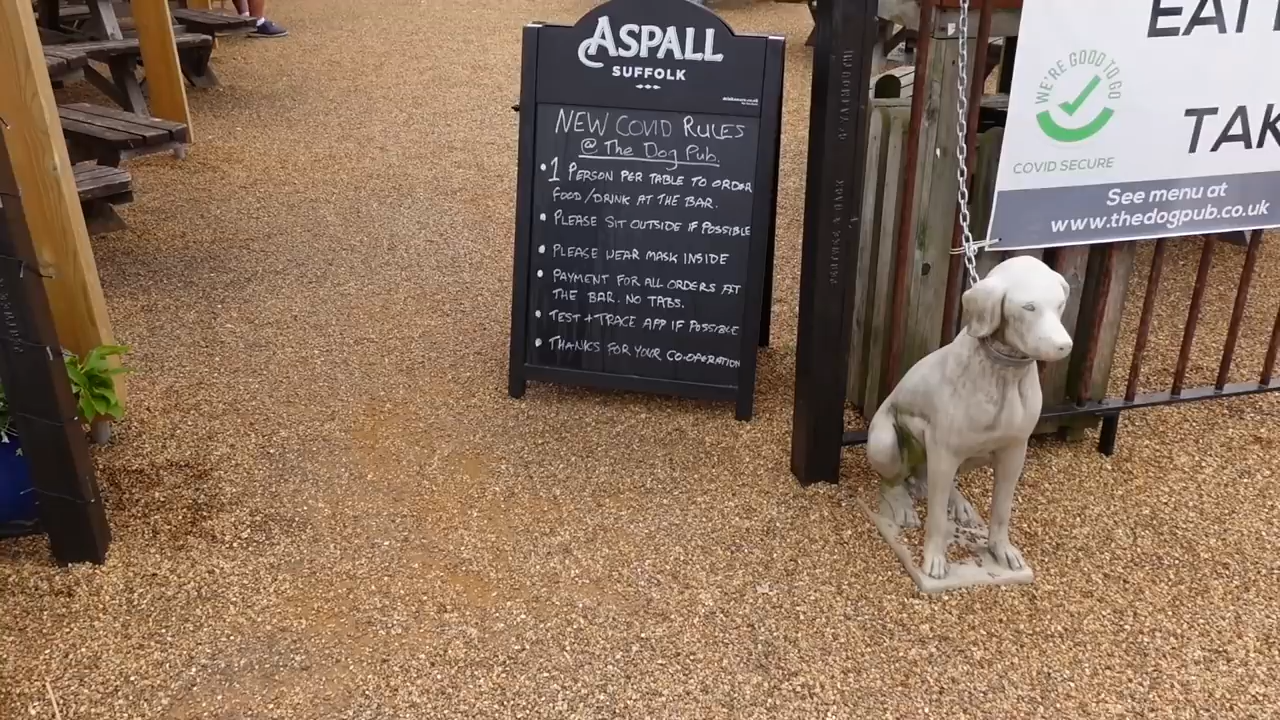 ASPALL
SUFFOLK
NEW COVID RULES
@ The Dog Pub.
• 1 PERSON PER TABLE TO ORDER
FOOD/DRINK AT THE BAR.
• PLEASE SIT OUTSIDE IF POSSIBLE
• PLEASE WEAR MASK INSIDE
• PAYMENT FOR ALL ORDERS AT
THE BAR. NO TABS.
• TEST + TRACE APP IF POSSIBLE
• THANKS FOR YOUR CO-OPERATION
EAT
WE'RE GOOD TO GO
TAK
COVID SECURE
See menu at
www.thedogpub.co.uk